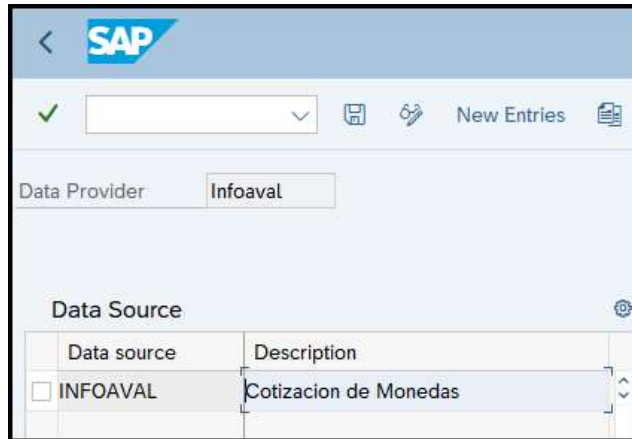 SAP
New Entries
Data Provider Infoaval
Data Source
Data source Description
INFOAVAL Cotizacion de Monedas